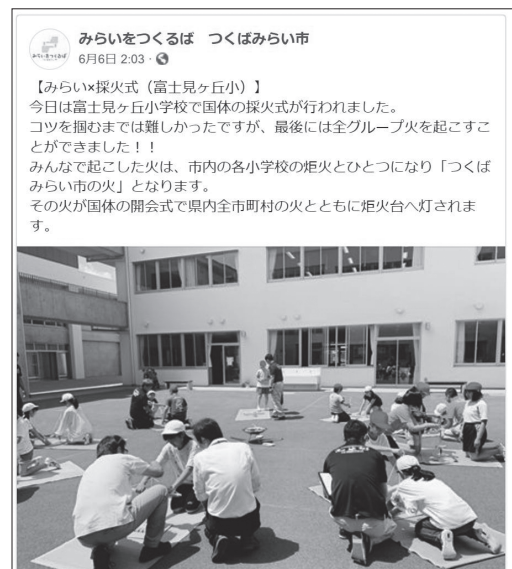 みらいをつくるば　つくばみらい市
6月6日 2:03
【みらい×採火式（富士見ヶ丘小）】
今日は富士見ヶ丘小学校で国体の採火式が行われました。
コツを掴むまでは難しかったですが、最後には全グループ火を起こすこ
とができました！！
みんなで起こした火は、市内の各小学校の炬火とひとつになり「つくば
みらい市の火」となります。
その火が国体の開会式で県内全市町村の火とともに炬火台へ灯されま
す。